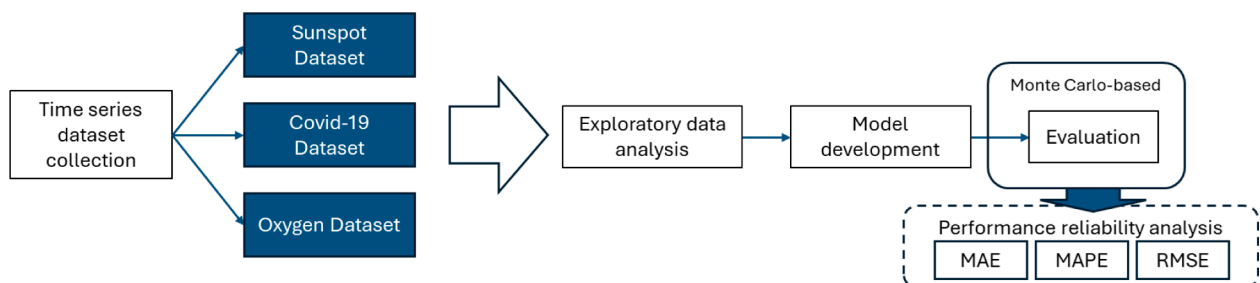 Time series
dataset
collection
Sunspot
Dataset
Covid-19
Dataset
Oxygen Dataset
Exploratory data
analysis
Model
development
Monte Carlo-based
Evaluation
Performance reliability analysis
MAE
MAPE
RMSE